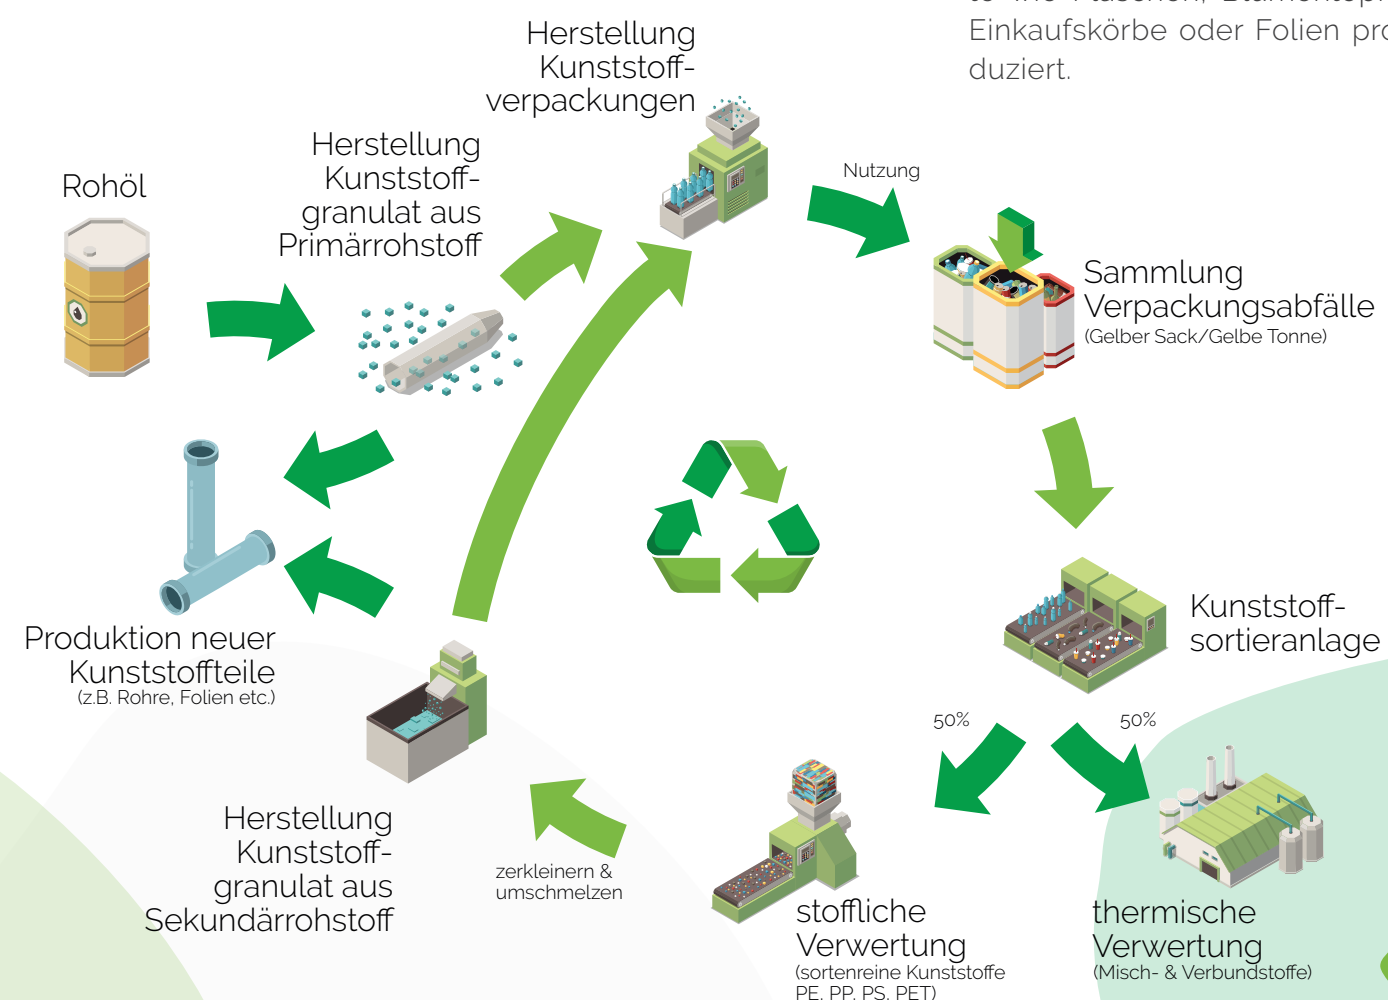 Einkaufskörbe oder Folien pro
duziert.
Herstellung
Kunststoff-
verpackungen
Herstellung
Kunststoff-
granulat aus
Primärrohstoff
Rohöl
Nutzung
Sammlung
Verpackungsabfälle
(Gelber Sack/Gelbe Tonne)
Produktion neuer
Kunststoffteile
(z.B. Rohre, Folien etc.)
Kunststoff-
sortieranlage
50%
50%
Herstellung
Kunststoff-
granulat aus
Sekundärrohstoff
zerkleinern &
umschmelzen
stoffliche
Verwertung
(sortenreine Kunststoffe
PE, PP, PS, PET)
thermische
Verwertung
(Misch- & Verbundstoffe)